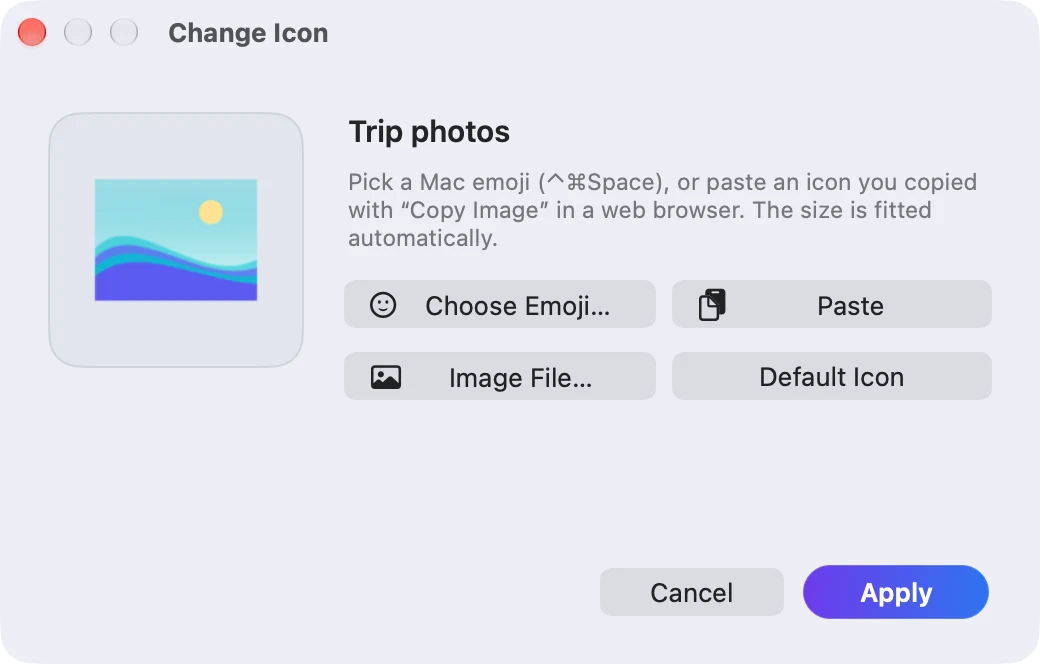 Change Icon
Trip photos
Pick a Mac emoji (^⌘Space), or paste an icon you copied
with “Copy Image” in a web browser. The size is fitted
automatically.
Choose Emoji...
Paste
Image File...
Default Icon
Cancel
Apply